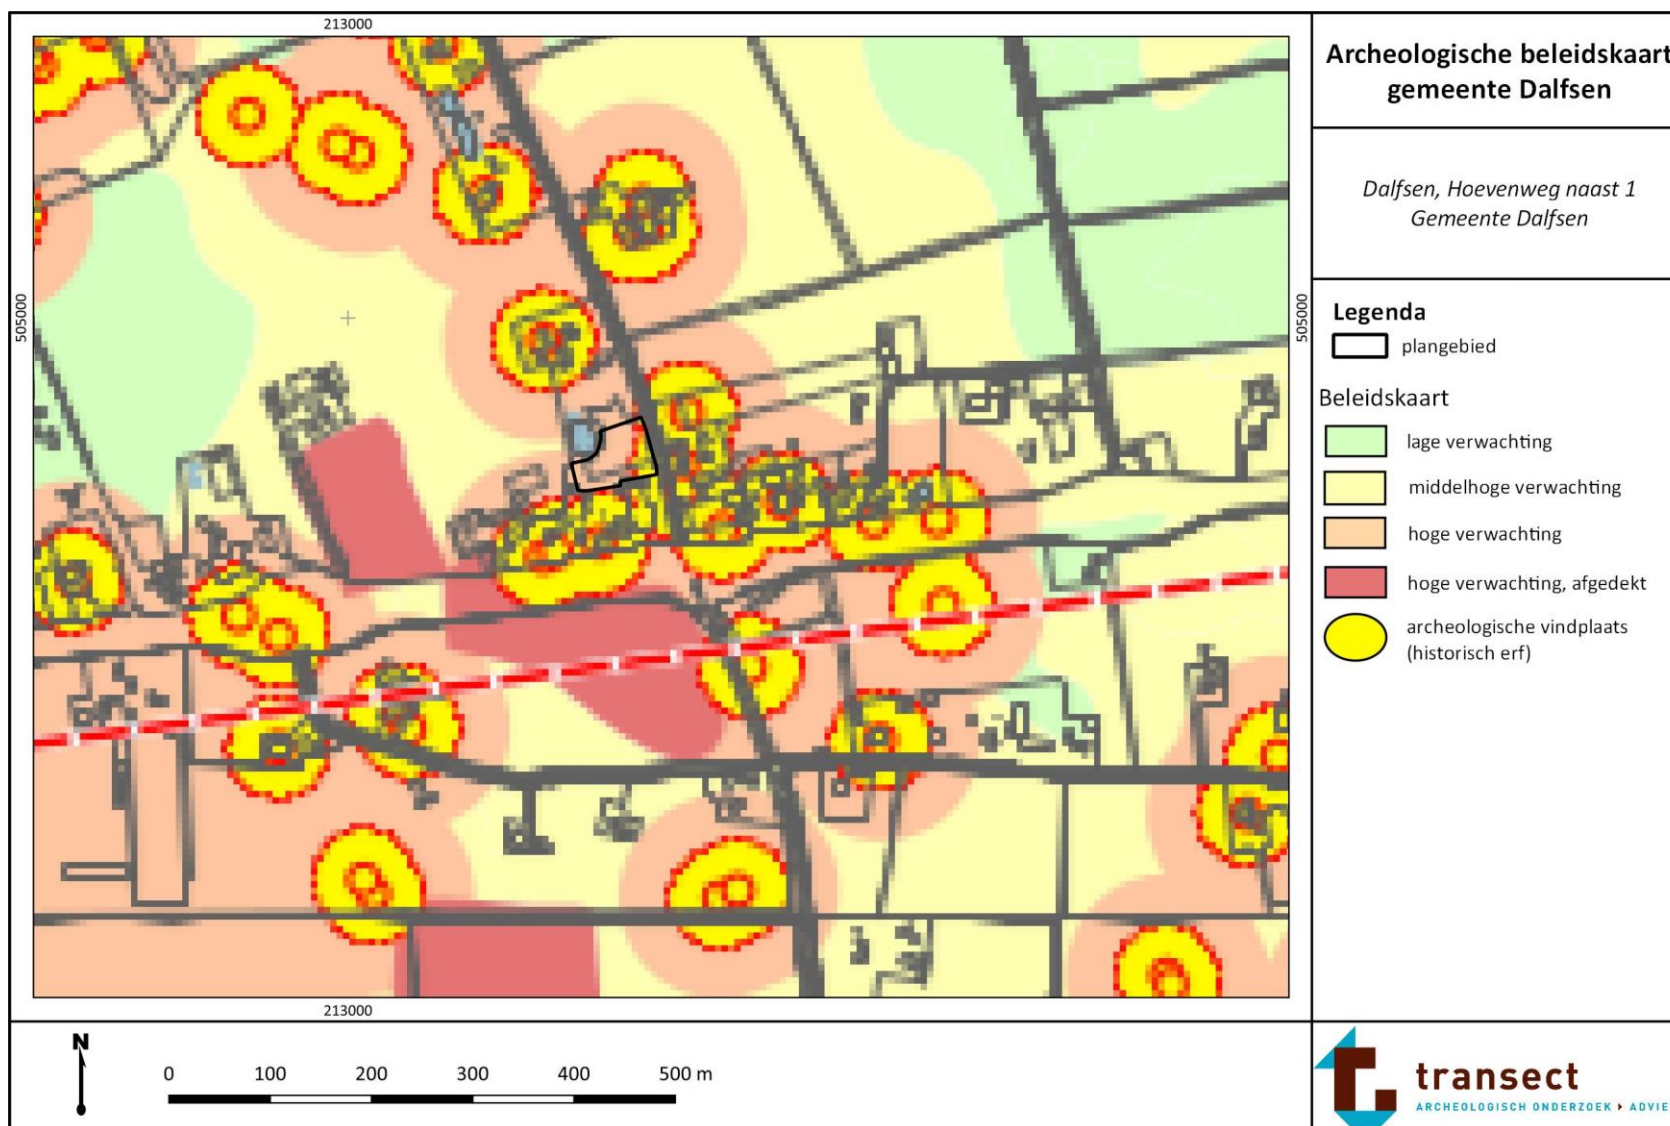 213000
505000
505000
213000
Archeologische beleidskaart
gemeente Dalfsen
Dalfsen, Hoevenweg naast 1
Gemeente Dalfsen
Legenda
plangebied
Beleidskaart
lage verwachting
middelhoge verwachting
hoge verwachting
hoge verwachting, afgedekt
archeologische vindplaats
(historisch erf)
N
0 100 200 300 400 500 m
transect
ARCHEOLOGISCH ONDERZOEK ADVIE